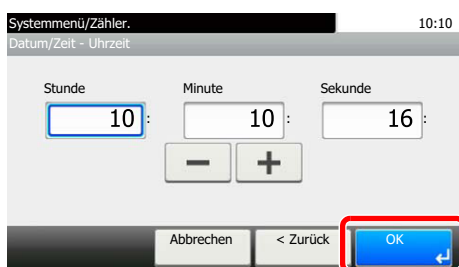 Systemmenü/Zähler. 10:10
Datum/Zeit - Uhrzeit
Stunde Minute Sekunde
10 : 10 : 16 :
− +
Abbrechen < Zurück OK